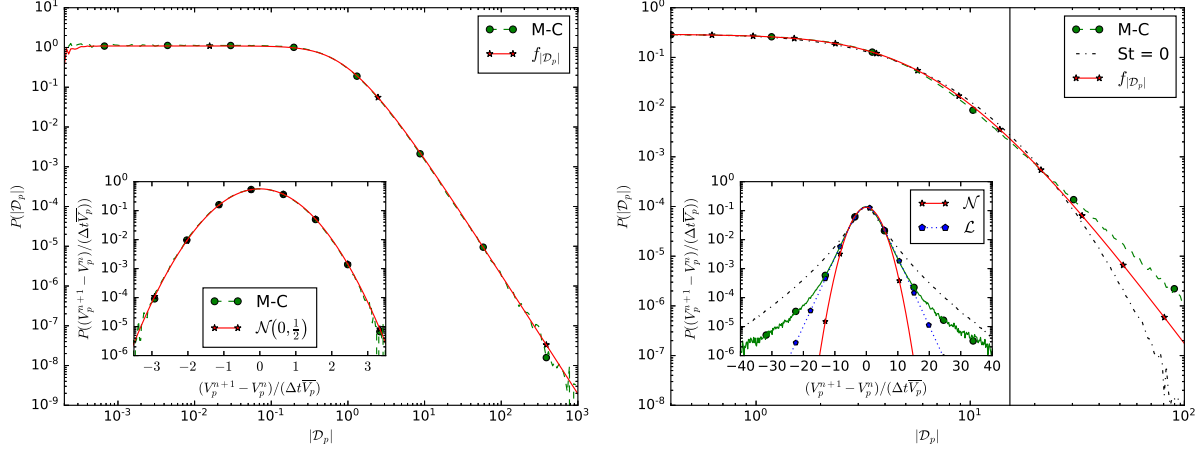 10^1
10^0
10^-1
10^-2
10^-3
10^-4
10^-5
10^-6
10^-7
10^-8
10^-9
P(|𝒟_p|)
10^-3
10^-2
10^-1
10^0
10^1
10^2
10^3
|𝒟_p|
M-C
f_|𝒟_p|
10^0
10^-1
10^-2
10^-3
10^-4
10^-5
10^-6
P((V_p^{n+1} − V_p^n)/(Δt\overline{V_p}))
−3 −2 −1 0 1 2 3
(V_p^{n+1} − V_p^n)/(Δt\overline{V_p})
M-C
𝒩(0, 1/2)
10^0
10^-1
10^-2
10^-3
10^-4
10^-5
10^-6
10^-7
10^-8
P(|𝒟_p|)
10^0
10^1
10^2
|𝒟_p|
M-C
St = 0
f_|𝒟_p|
10^0
10^-1
10^-2
10^-3
10^-4
10^-5
10^-6
P((V_p^{n+1} − V_p^n)/(Δt\overline{V_p}))
−40 −30 −20 −10 0 10 20 30 40
(V_p^{n+1} − V_p^n)/(Δt\overline{V_p})
𝒩
ℒ